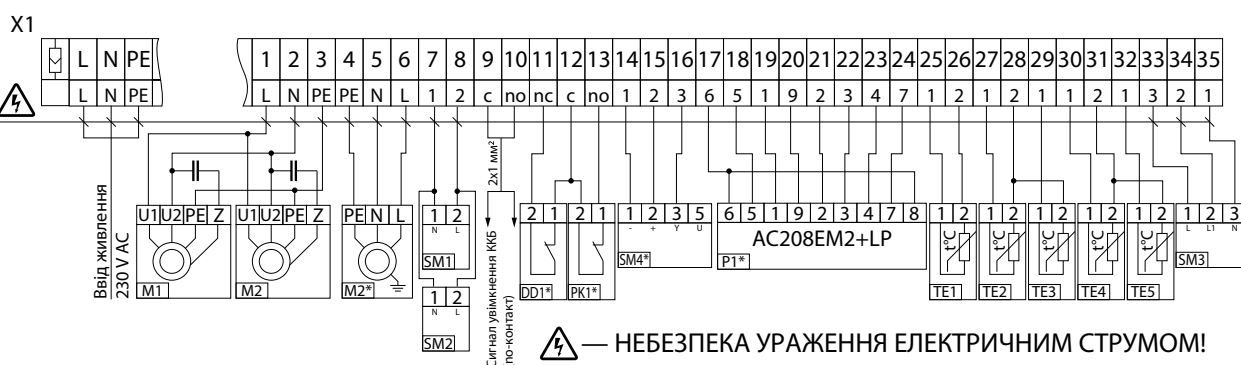 X1
L N PE 1 2 3 4 5 6 7 8 9 10 11 12 13 14 15 16 17 18 19 20 21 22 23 24 25 26 27 28 29 30 31 32 33 34 35
L N PE L N PE PE N L 1 2 c no nc c no 1 2 3 6 5 1 9 2 3 4 7 1 2 1 2 1 1 2 1 3 2 1
Ввід живлення
230 V AC
U1 U2 PE Z
M1
U1 U2 PE Z
M2
PE N L
M2*
1 2
N L
SM1
1 2
N L
SM2
2x1 мм²
Сигнал увімкнення ККБ
(no-контакт)
2 1
DD1*
2 1
PK1*
1 2 3 5
- + Y U
SM4*
6 5 1 9 2 3 4 7 8
AC208EM2+LP
P1*
1 2
t°C
TE1
1 2
t°C
TE2
1 2
t°C
TE3
1 2
t°C
TE4
1 2
t°C
TE5
1 2 3
L L1 N
SM3
— НЕБЕЗПЕКА УРАЖЕННЯ ЕЛЕКТРИЧНИМ СТРУМОМ!